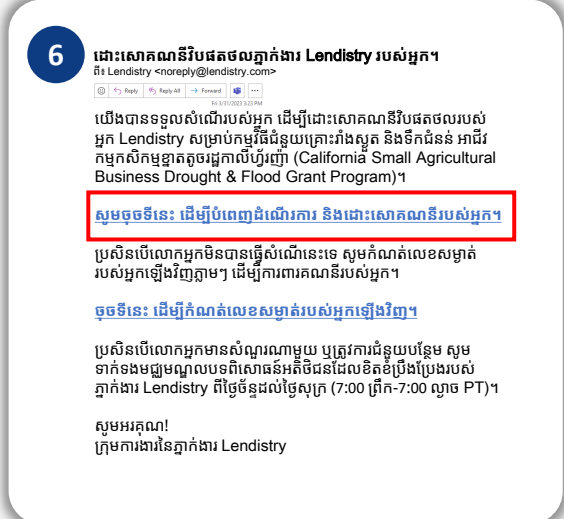 6
ដោះសោគណនីវិបផតថលភ្នាក់ងារ Lendistry របស់អ្នក។
ពី៖ Lendistry <noreply@lendistry.com>
Reply Reply All Forward
Fri 3/31/2023 3:23 PM
យើងបានទទួលសំណើរបស់អ្នក ដើម្បីដោះសោគណនីវិបផតថលរបស់
អ្នក Lendistry សម្រាប់កម្មវិធីជំនួយគ្រោះរាំងស្ងួត និងទឹកជំនន់ អាជីវ
កម្មកសិកម្មខ្នាតតូចរដ្ឋកាលីហ្វ័រញ៉ា (California Small Agricultural
Business Drought & Flood Grant Program)។
សូមចុចទីនេះ ដើម្បីបំពេញដំណើរការ និងដោះសោគណនីរបស់អ្នក។
ប្រសិនបើលោកអ្នកមិនបានធ្វើសំណើនេះទេ សូមកំណត់លេខសម្ងាត់
របស់អ្នកឡើងវិញភ្លាមៗ ដើម្បីការពារគណនីរបស់អ្នក។
ចុចទីនេះ ដើម្បីកំណត់លេខសម្ងាត់របស់អ្នកឡើងវិញ។
ប្រសិនបើលោកអ្នកមានសំណួរណាមួយ ឬត្រូវការជំនួយបន្ថែម សូម
ទាក់ទងមជ្ឈមណ្ឌលបទពិសោធន៍អតិថិជនដែលខិតខំប្រឹងប្រែងរបស់
ភ្នាក់ងារ Lendistry ពីថ្ងៃច័ន្ទដល់ថ្ងៃសុក្រ (7:00 ព្រឹក-7:00 ល្ងាច PT)។
សូមអរគុណ!
ក្រុមការងារនៃភ្នាក់ងារ Lendistry